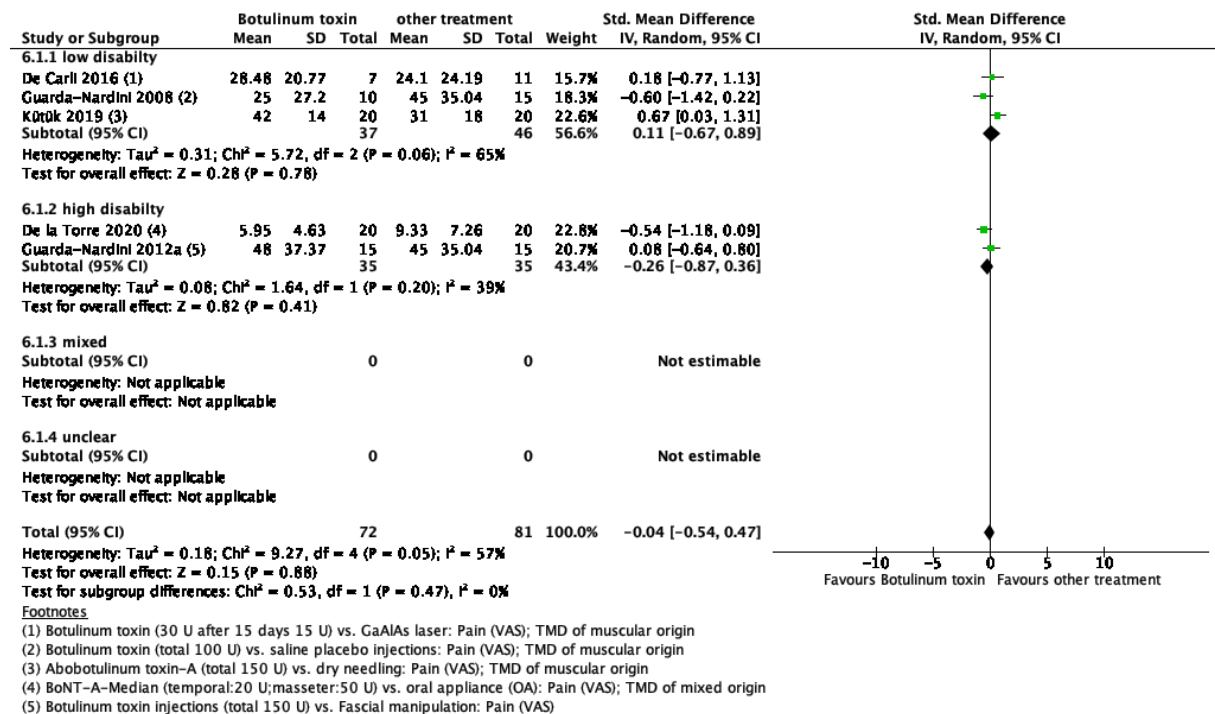 Botulinum toxin other treatment Std. Mean Difference Std. Mean Difference
Study or Subgroup Mean SD Total Mean SD Total Weight IV, Random, 95% CI IV, Random, 95% CI
6.1.1 low disabilty
De Carli 2016 (1) 28.48 20.77 7 24.1 24.19 11 15.7% 0.18 [-0.77, 1.13]
Guarda-Nardini 2008 (2) 25 27.2 10 45 35.04 15 18.3% -0.60 [-1.42, 0.22]
Kütük 2019 (3) 42 14 20 31 18 20 22.6% 0.67 [0.03, 1.31]
Subtotal (95% CI) 37 46 56.6% 0.11 [-0.67, 0.89]
Heterogeneity: Tau² = 0.31; Chi² = 5.72, df = 2 (P = 0.06); I² = 65%
Test for overall effect: Z = 0.28 (P = 0.78)
6.1.2 high disabilty
De la Torre 2020 (4) 5.95 4.63 20 9.33 7.26 20 22.8% -0.54 [-1.18, 0.09]
Guarda-Nardini 2012a (5) 48 37.37 15 45 35.04 15 20.7% 0.08 [-0.64, 0.80]
Subtotal (95% CI) 35 35 43.4% -0.26 [-0.87, 0.36]
Heterogeneity: Tau² = 0.08; Chi² = 1.64, df = 1 (P = 0.20); I² = 39%
Test for overall effect: Z = 0.82 (P = 0.41)
6.1.3 mixed
Subtotal (95% CI) 0 0 Not estimable
Heterogeneity: Not applicable
Test for overall effect: Not applicable
6.1.4 unclear
Subtotal (95% CI) 0 0 Not estimable
Heterogeneity: Not applicable
Test for overall effect: Not applicable
Total (95% CI) 72 81 100.0% -0.04 [-0.54, 0.47]
Heterogeneity: Tau² = 0.18; Chi² = 9.27, df = 4 (P = 0.05); I² = 57%
Test for overall effect: Z = 0.15 (P = 0.88)
Test for subgroup differences: Chi² = 0.53, df = 1 (P = 0.47), I² = 0%
-10 -5 0 5 10
Favours Botulinum toxin Favours other treatment
Footnotes
(1) Botulinum toxin (30 U after 15 days 15 U) vs. GaAlAs laser: Pain (VAS); TMD of muscular origin
(2) Botulinum toxin (total 100 U) vs. saline placebo injections: Pain (VAS); TMD of muscular origin
(3) Abobotulinum toxin-A (total 150 U) vs. dry needling: Pain (VAS); TMD of muscular origin
(4) BoNT-A-Median (temporal:20 U;masseter:50 U) vs. oral appliance (OA): Pain (VAS); TMD of mixed origin
(5) Botulinum toxin injections (total 150 U) vs. Fascial manipulation: Pain (VAS)